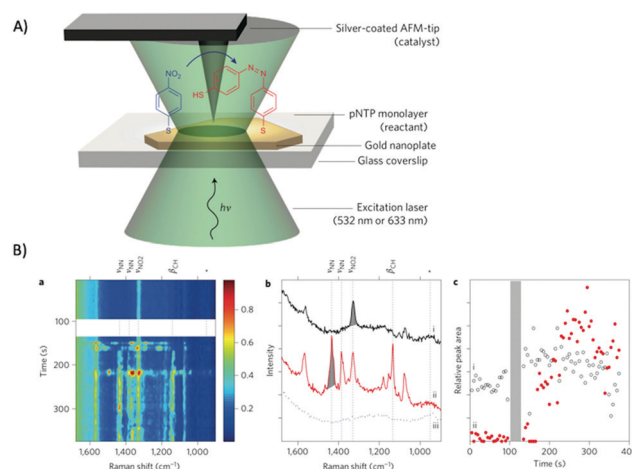 A)
Silver-coated AFM-tip
(catalyst)
NO2
N
N
HS
S
S
pNTP monolayer
(reactant)
Gold nanoplate
Glass coverslip
hν
Excitation laser
(532 nm or 633 nm)
B)
νNN
νNN
νNO2
βCH
*
νNN
νNN
νNO2
βCH
*
a
b
c
100
200
300
Time (s)
0.8
0.6
0.4
0.2
Intensity
i
ii
iii
Relative peak area
i
ii
1,600
1,400
1,200
1,000
Raman shift (cm−1)
1,600
1,400
1,200
1,000
Raman shift (cm−1)
0
100
200
300
Time (s)